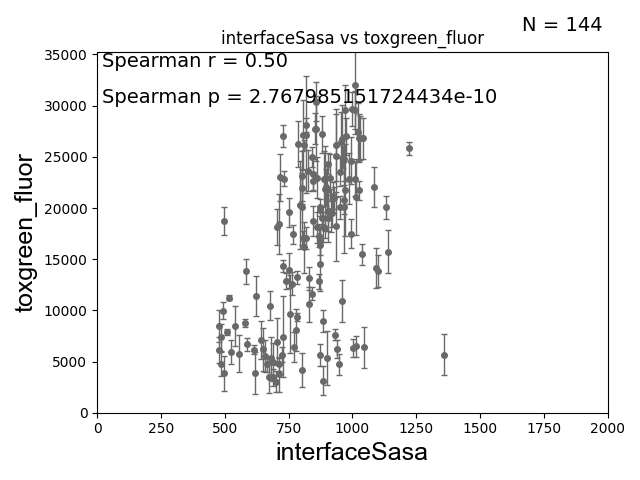 N = 144
interfaceSasa vs toxgreen_fluor
Spearman r = 0.50
Spearman p = 2.767985151724434e-10
35000
30000
25000
20000
15000
10000
5000
0
toxgreen_fluor
0 250 500 750 1000 1250 1500 1750 2000
interfaceSasa